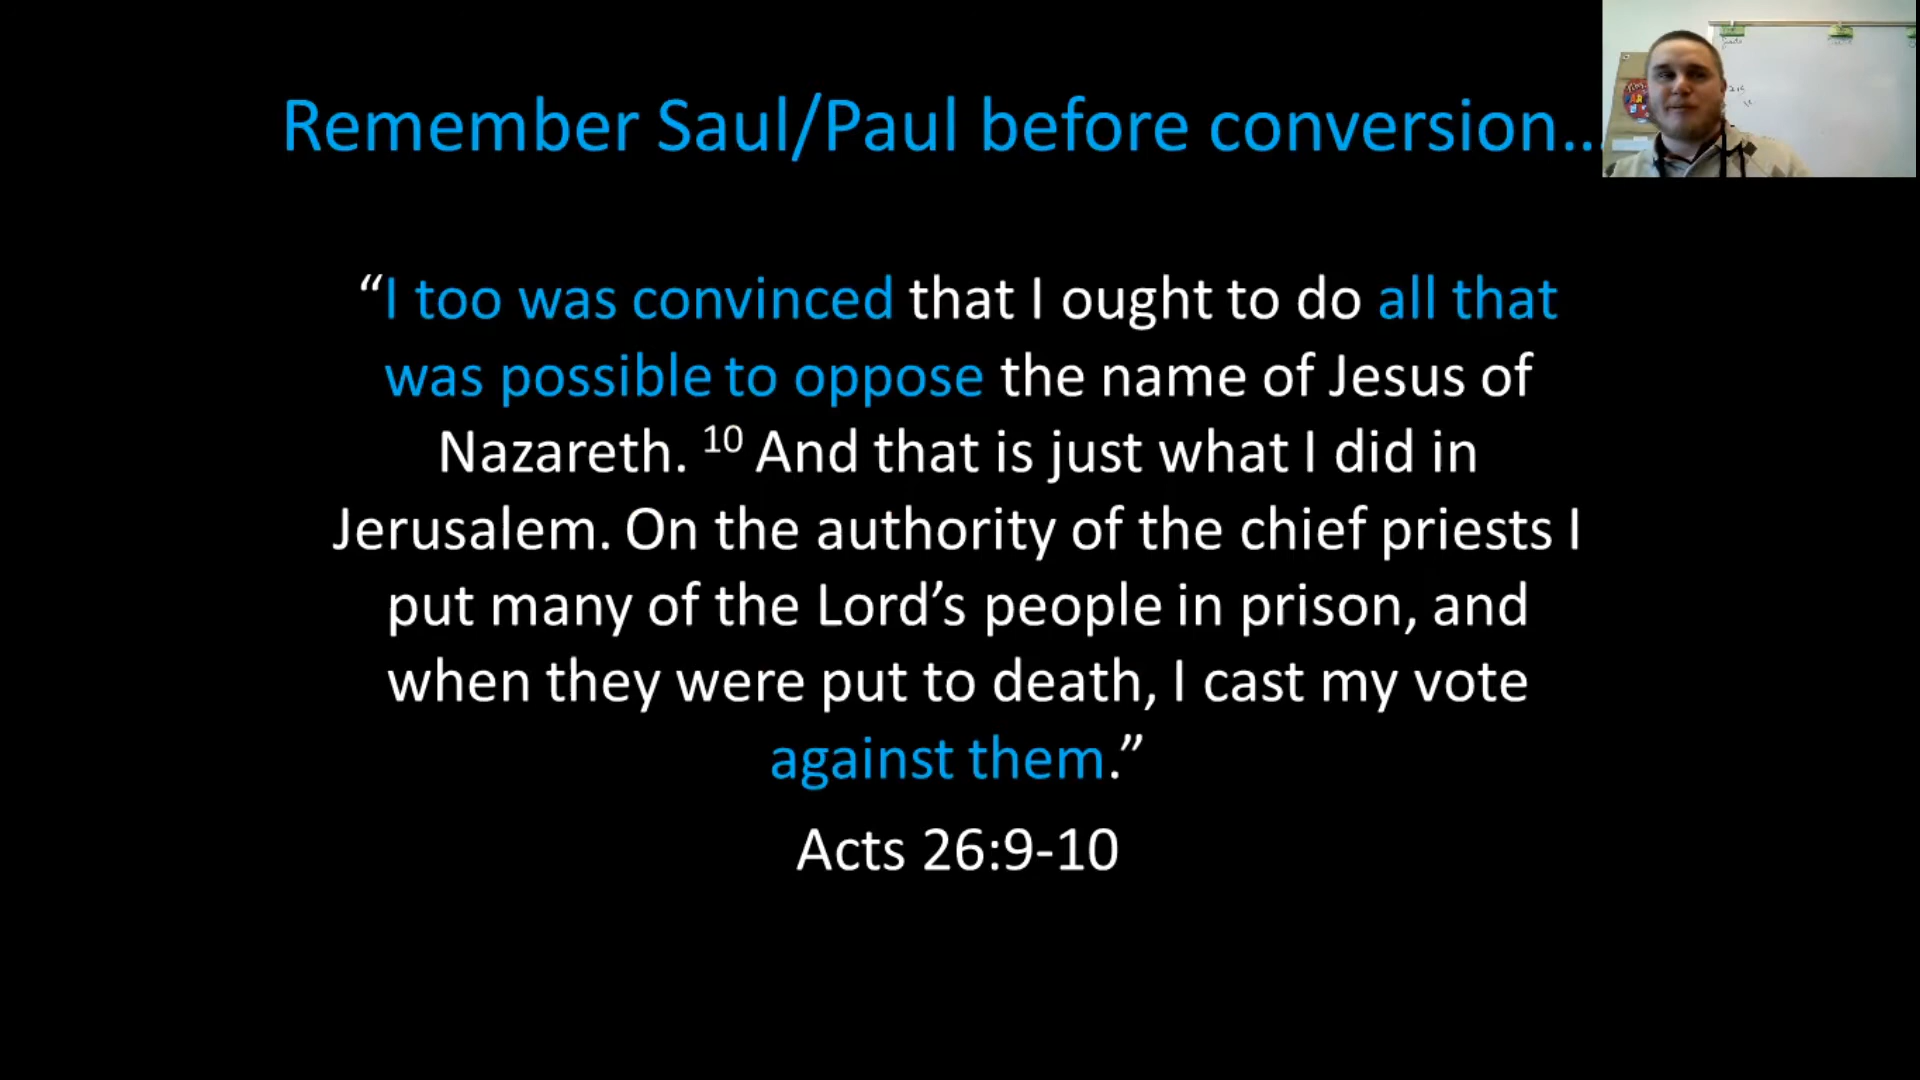 Remember Saul/Paul before conversion…
“I too was convinced that I ought to do all that
was possible to oppose the name of Jesus of
Nazareth. ¹⁰ And that is just what I did in
Jerusalem. On the authority of the chief priests I
put many of the Lord’s people in prison, and
when they were put to death, I cast my vote
against them.”
Acts 26:9-10